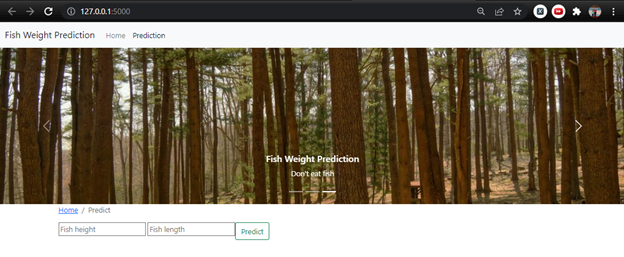 127.0.0.1:5000
Fish Weight Prediction Home Prediction
Fish Weight Prediction
Don't eat fish
Home / Predict
Fish height Fish length Predict